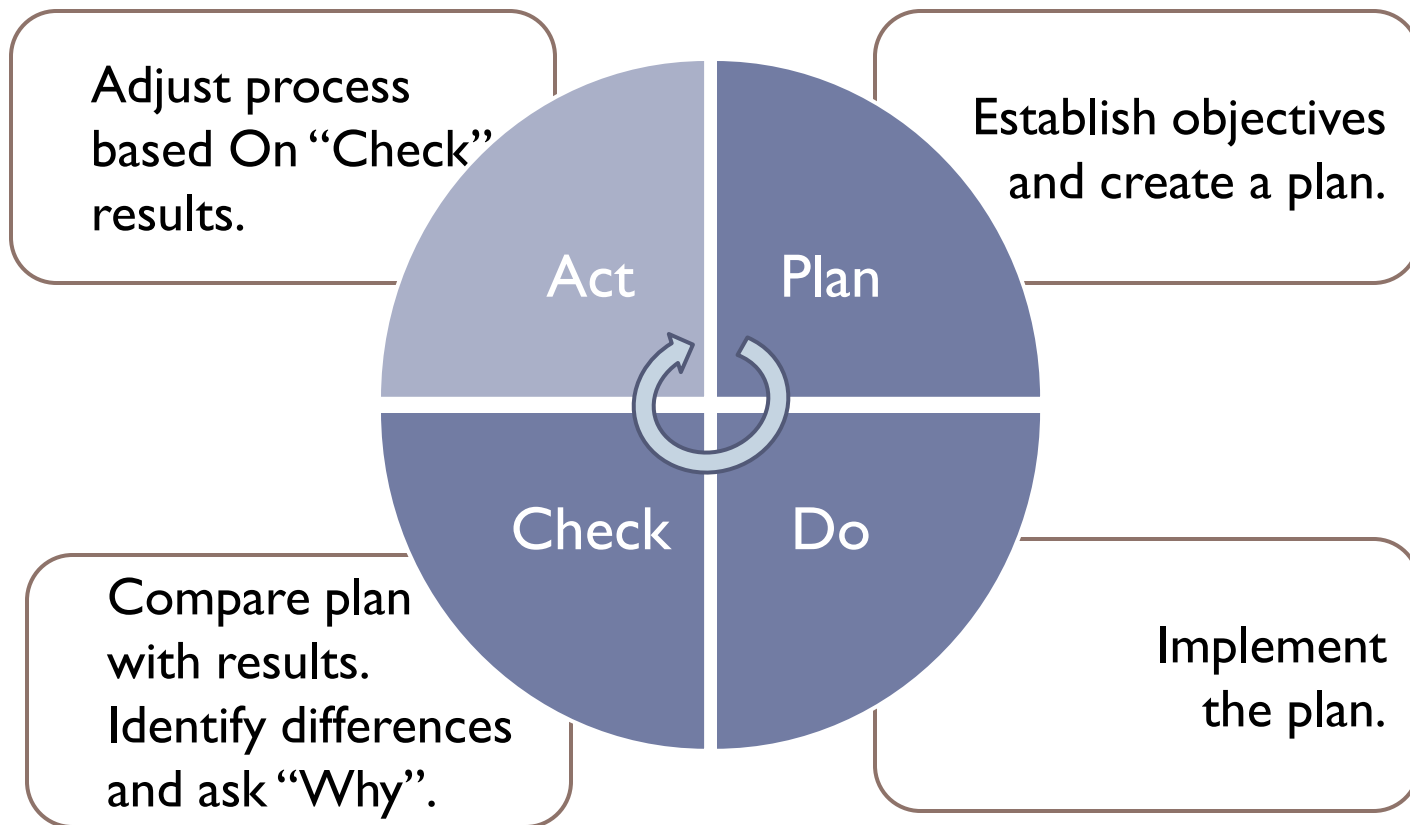 Adjust process
based On “Check”
results.
Establish objectives
and create a plan.
Act
Plan
Check
Do
Compare plan
with results.
Identify differences
and ask “Why”.
Implement
the plan.